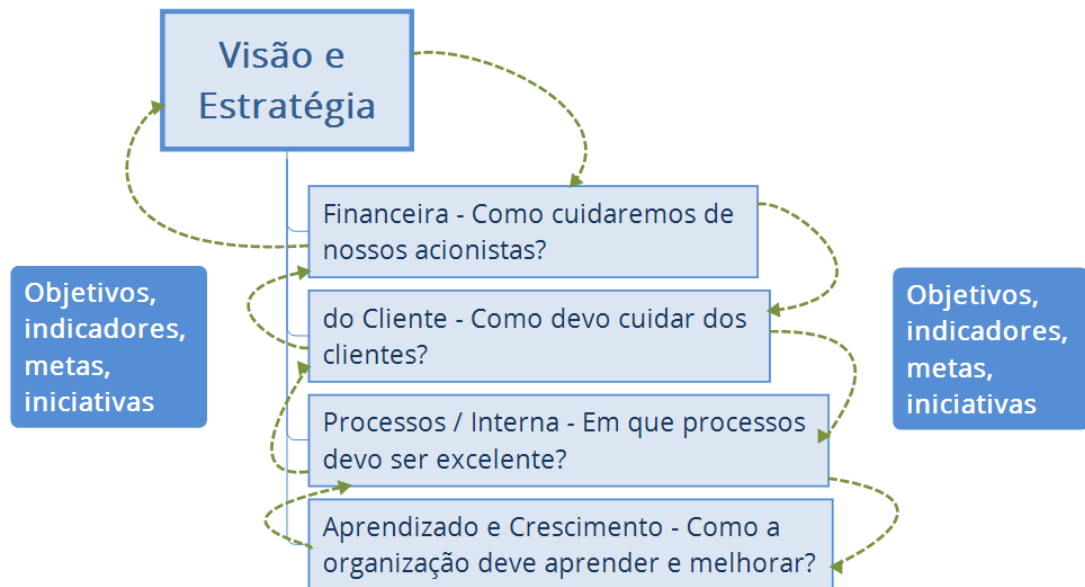 Visão e
Estratégia
Financeira - Como cuidaremos de
nossos acionistas?
Objetivos,
indicadores,
metas,
iniciativas
do Cliente - Como devo cuidar dos
clientes?
Objetivos,
indicadores,
metas,
iniciativas
Processos / Interna - Em que processos
devo ser excelente?
Aprendizado e Crescimento - Como a
organização deve aprender e melhorar?